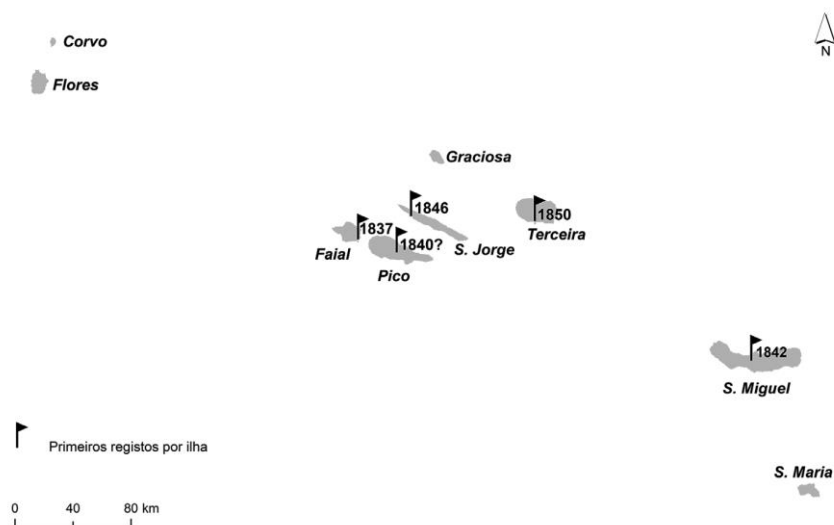 Corvo
N
Flores
Graciosa
1846
1850
1837
Terceira
1840?
S. Jorge
Faial
Pico
1842
S. Miguel
Primeiros registos por ilha
S. Maria
0 40 80 km